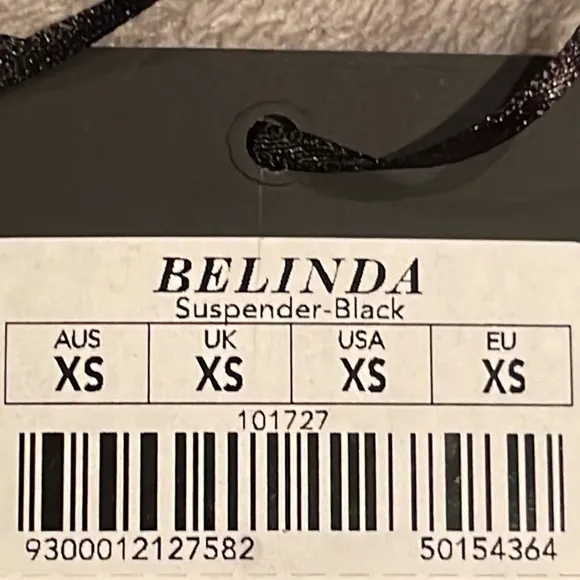 BELINDA
Suspender-Black
AUS UK USA EU
XS XS XS XS
101727
9300012127582 50154364